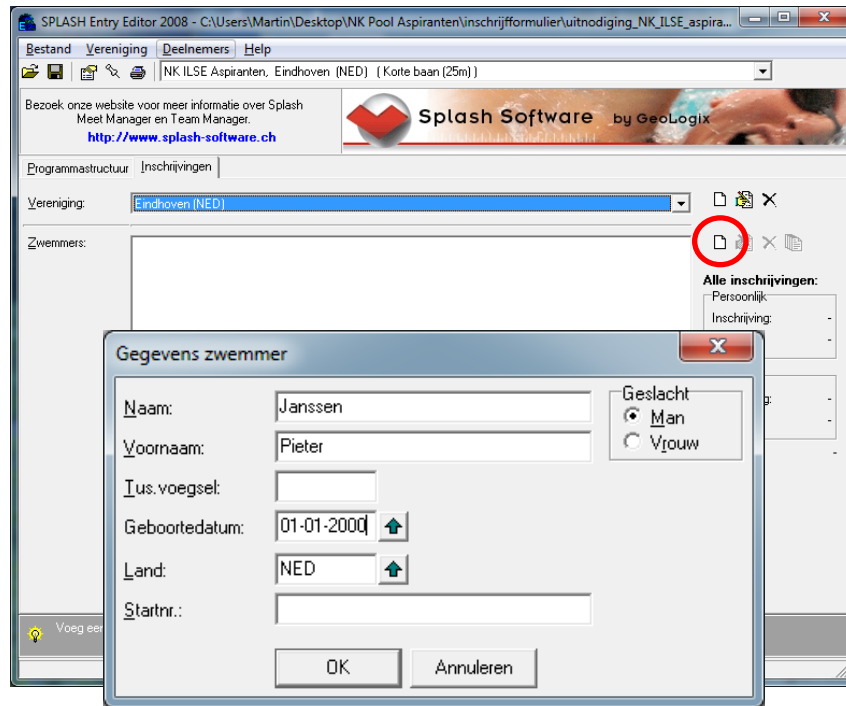 SPLASH Entry Editor 2008 - C:\Users\Martin\Desktop\NK Pool Aspiranten\inschrijfformulier\uitnodiging_NK_ILSE_aspira...
Bestand Vereniging Deelnemers Help
NK ILSE Aspiranten, Eindhoven (NED) (Korte baan (25m))
Bezoek onze website voor meer informatie over Splash
Meet Manager en Team Manager.
http://www.splash-software.ch
Splash Software by GeoLogix
Programmastructuur Inschrijvingen
Vereniging: Eindhoven (NED)
Zwemmers:
Alle inschrijvingen:
Persoonlijk
Inschrijving: -
-
g: -
-
-
Gegevens zwemmer
Naam: Janssen
Voornaam: Pieter
Tus.voegsel:
Geboortedatum: 01-01-2000
Land: NED
Startnr.:
Geslacht
Man
Vrouw
OK Annuleren
Voeg eer